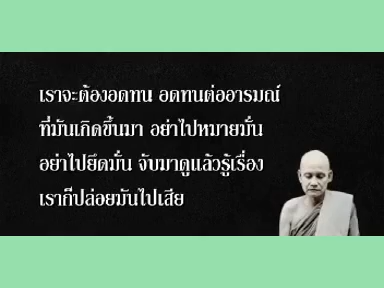 เราจะต้องอดทน อดทนต่ออารมณ์
ที่มันเกิดขึ้นมา อย่าไปหมายมั่น
อย่าไปยึดมั่น จับมาดูแล้วรู้เรื่อง
เราก็ปล่อยมันไปเสีย